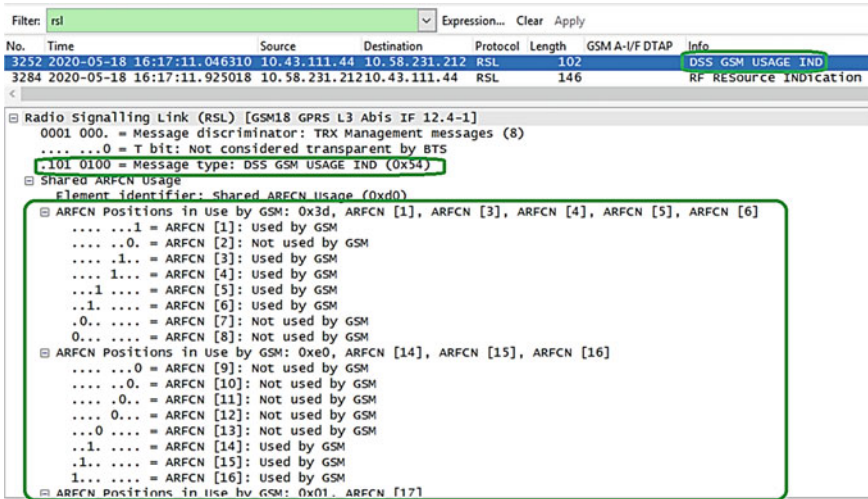 Filter: rsl Expression... Clear Apply
No. Time Source Destination Protocol Length GSM A-I/F DTAP Info
3252 2020-05-18 16:17:11.046310 10.43.111.44 10.58.231.212 RSL 102 DSS GSM USAGE IND
3284 2020-05-18 16:17:11.925018 10.58.231.212 10.43.111.44 RSL 146 RF RESource INDication
Radio Signalling Link (RSL) [GSM18 GPRS L3 Abis IF 12.4-1]
0001 000. = Message discriminator: TRX Management messages (8)
.... ...0 = T bit: Not considered transparent by BTS
.101 0100 = Message type: DSS GSM USAGE IND (0x54)
Shared ARFCN Usage
Element identifier: Shared ARFCN Usage (0xd0)
ARFCN Positions in Use by GSM: 0x3d, ARFCN [1], ARFCN [3], ARFCN [4], ARFCN [5], ARFCN [6]
.... ...1 = ARFCN [1]: Used by GSM
.... ..0. = ARFCN [2]: Not used by GSM
.... .1.. = ARFCN [3]: Used by GSM
.... 1... = ARFCN [4]: Used by GSM
...1 .... = ARFCN [5]: Used by GSM
..1. .... = ARFCN [6]: Used by GSM
.0.. .... = ARFCN [7]: Not used by GSM
0... .... = ARFCN [8]: Not used by GSM
ARFCN Positions in Use by GSM: 0xe0, ARFCN [14], ARFCN [15], ARFCN [16]
.... ...0 = ARFCN [9]: Not used by GSM
.... ..0. = ARFCN [10]: Not used by GSM
.... .0.. = ARFCN [11]: Not used by GSM
.... 0... = ARFCN [12]: Not used by GSM
...0 .... = ARFCN [13]: Not used by GSM
..1. .... = ARFCN [14]: Used by GSM
.1.. .... = ARFCN [15]: Used by GSM
1... .... = ARFCN [16]: Used by GSM
ARFCN Positions in Use by GSM: 0x01, ARFCN [17]